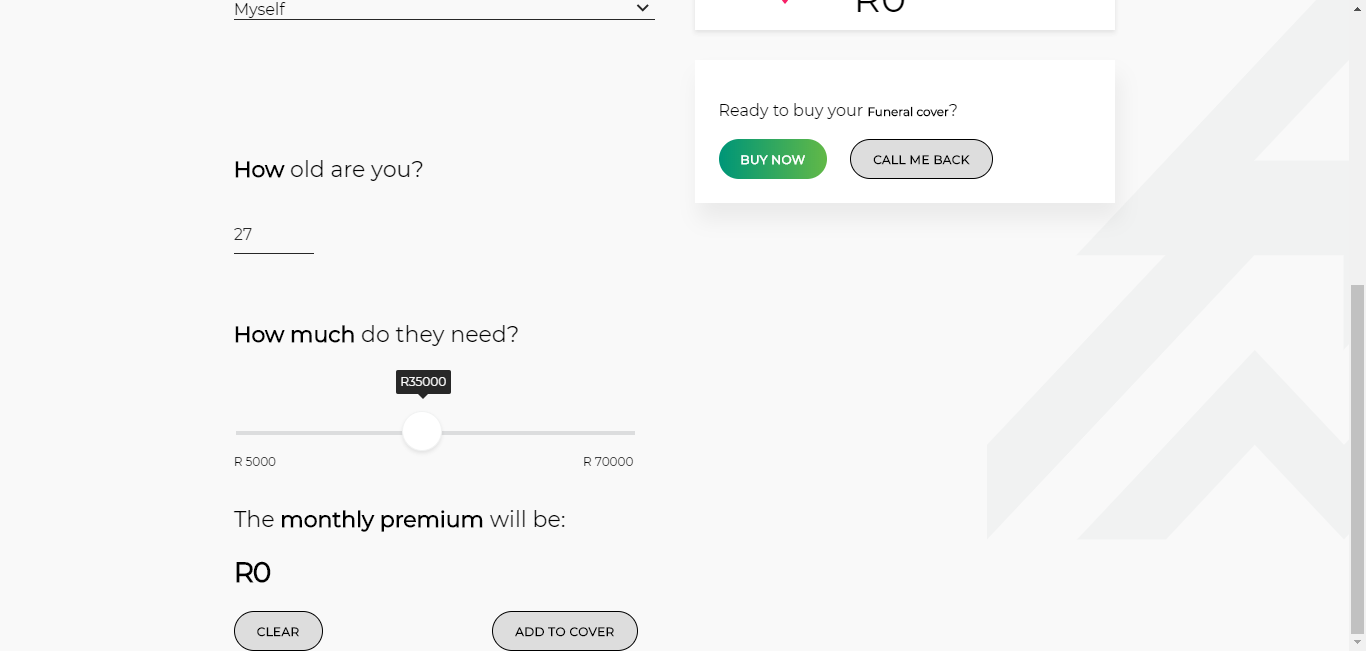 Myself
How old are you?
27
How much do they need?
R35000
R 5000
R 70000
The monthly premium will be:
R0
CLEAR
ADD TO COVER
R0
Ready to buy your Funeral cover?
BUY NOW
CALL ME BACK